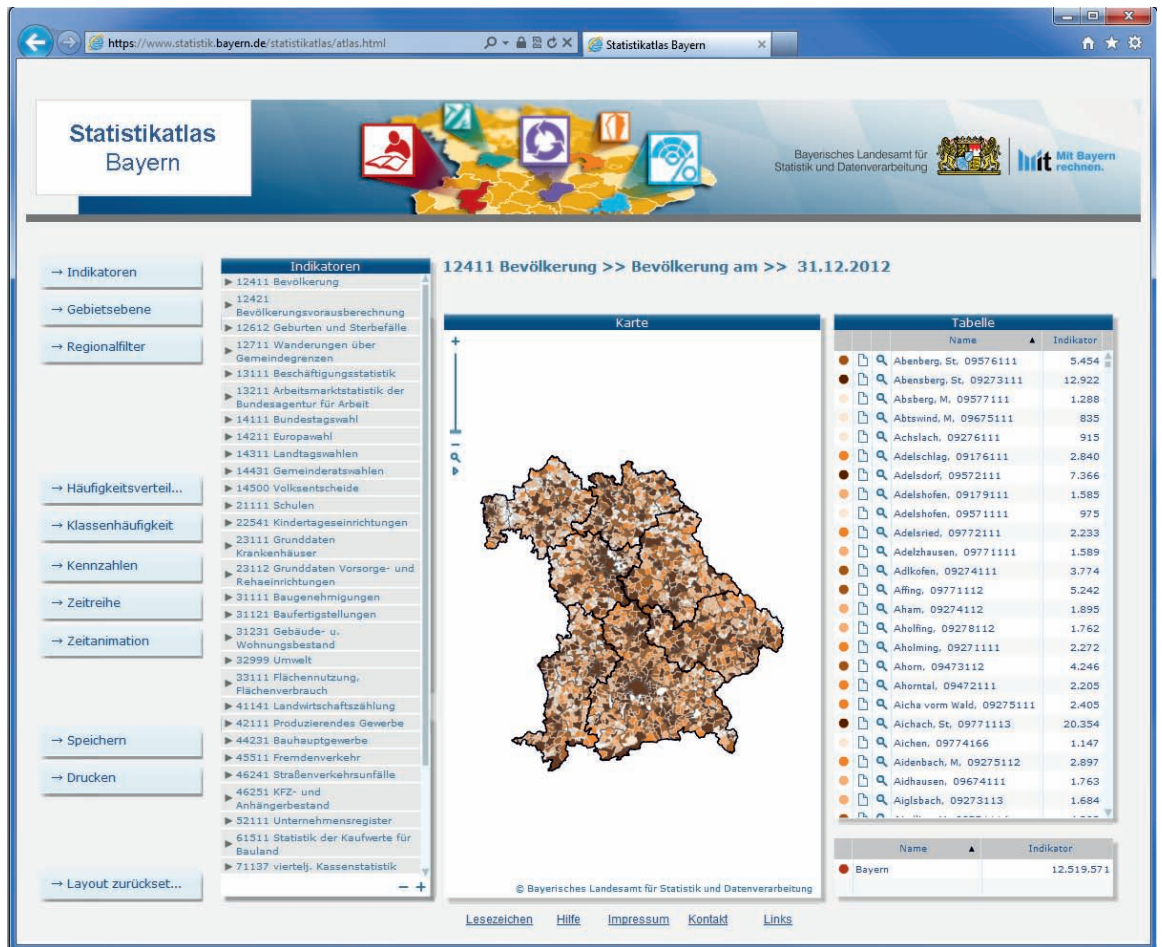 https://www.statistik.bayern.de/statistikatlas/atlas.html
Statistikatlas Bayern
Statistikatlas
Bayern
Bayerisches Landesamt für
Statistik und Datenverarbeitung
Mit Bayern
rechnen.
→ Indikatoren
→ Gebietsebene
→ Regionalfilter
→ Häufigkeitsverteil...
→ Klassenhäufigkeit
→ Kennzahlen
→ Zeitreihe
→ Zeitanimation
→ Speichern
→ Drucken
→ Layout zurückset...
Indikatoren
12411 Bevölkerung
12421
Bevölkerungsvorausberechnung
12612 Geburten und Sterbefälle
12711 Wanderungen über
Gemeindegrenzen
13111 Beschäftigungsstatistik
13211 Arbeitsmarktstatistik der
Bundesagentur für Arbeit
14111 Bundestagswahl
14211 Europawahl
14311 Landtagswahlen
14431 Gemeinderatswahlen
14500 Volksentscheide
21111 Schulen
22541 Kindertageseinrichtungen
23111 Grunddaten
Krankenhäuser
23112 Grunddaten Vorsorge- und
Rehaeinrichtungen
31111 Baugenehmigungen
31121 Baufertigstellungen
31231 Gebäude- u.
Wohnungsbestand
32999 Umwelt
33111 Flächennutzung,
Flächenverbrauch
41141 Landwirtschaftszählung
42111 Produzierendes Gewerbe
44231 Bauhauptgewerbe
45511 Fremdenverkehr
46241 Straßenverkehrsunfälle
46251 KFZ- und
Anhängerbestand
52111 Unternehmensregister
61511 Statistik der Kaufwerte für
Bauland
71137 viertelj. Kassenstatistik
12411 Bevölkerung >> Bevölkerung am >> 31.12.2012
Karte
© Bayerisches Landesamt für Statistik und Datenverarbeitung
Tabelle
Name Indikator
Abenberg, St, 09576111 5.454
Abensberg, St, 09273111 12.922
Absberg, M, 09577111 1.288
Abtswind, M, 09675111 835
Achslach, 09276111 915
Adelschlag, 09176111 2.840
Adelsdorf, 09572111 7.366
Adelshofen, 09179111 1.585
Adelshofen, 09571111 975
Adelsried, 09772111 2.233
Adelzhausen, 09771111 1.589
Adlkofen, 09274111 3.774
Affing, 09771112 5.242
Aham, 09274112 1.895
Aholfing, 09278112 1.762
Aholming, 09271111 2.272
Ahorn, 09473112 4.246
Ahorntal, 09472111 2.205
Aicha vorm Wald, 09275111 2.405
Aichach, St, 09771113 20.354
Aichen, 09774166 1.147
Aidenbach, M, 09275112 2.897
Aidhausen, 09674111 1.763
Aiglsbach, 09273113 1.684
Name Indikator
Bayern 12.519.571
Lesezeichen Hilfe Impressum Kontakt Links